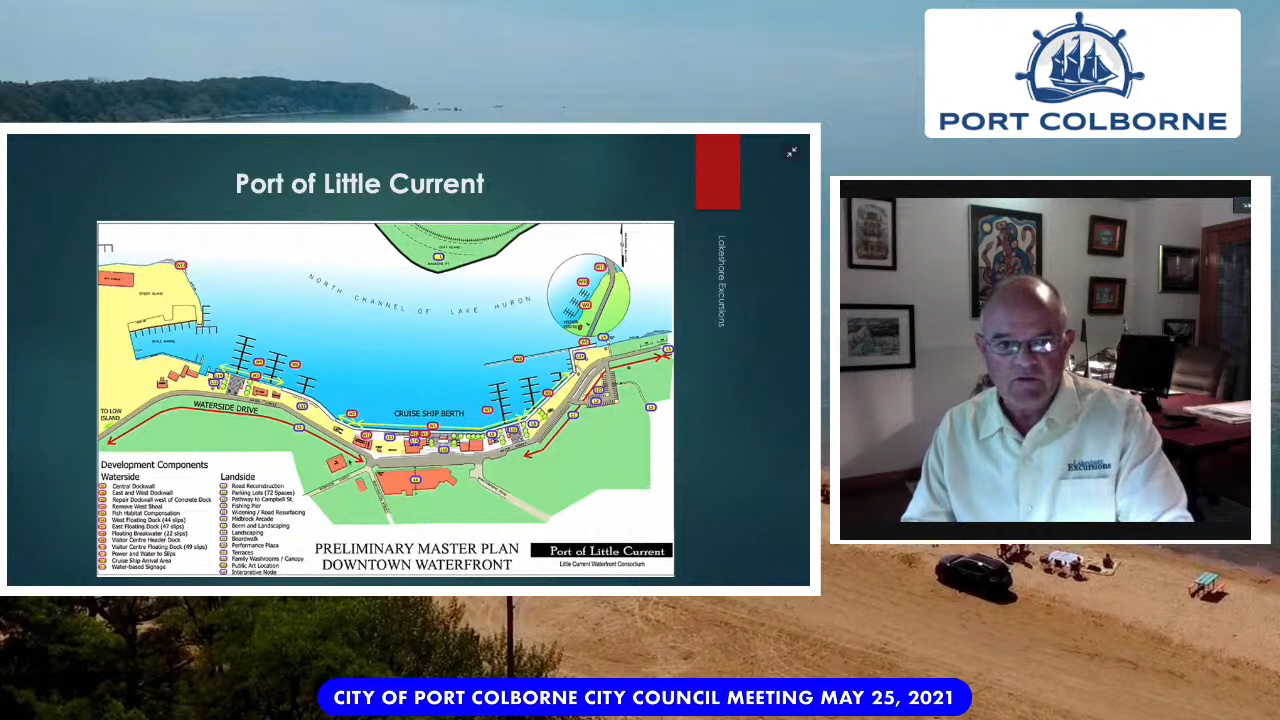 PORT COLBORNE
Port of Little Current
Lakeshore Excursions
NORTH CHANNEL OF LAKE HURON
CRUISE SHIP BERTH
WATERSIDE DRIVE
TO LOW
ISLAND
Development Components
Waterside
Central Dockwall
East and West Dockwall
Repair Dockwall west of Concrete Dock
Remove West Shoal
Fish Habitat Compensation
West Floating Dock (44 slips)
East Floating Dock (47 slips)
Floating Breakwater (22 slips)
Visitor Centre Header Dock
Visitor Centre Floating Dock (49 slips)
Power and Water to Slips
Cruise Ship Arrival Area
Water-based Signage
Landside
Road Reconstruction
Parking Lots (72 Spaces)
Pathway to Campbell St.
Fishing Pier
Widening / Road Resurfacing
Midblock Arcade
Berm and Landscaping
Landscaping
Boardwalk
Performance Plaza
Terraces
Family Washrooms / Canopy
Public Art Location
Interpretive Node
PRELIMINARY MASTER PLAN
DOWNTOWN WATERFRONT
Port of Little Current
Little Current Waterfront Consortium
Lakeshore
Excursions
CITY OF PORT COLBORNE CITY COUNCIL MEETING MAY 25, 2021